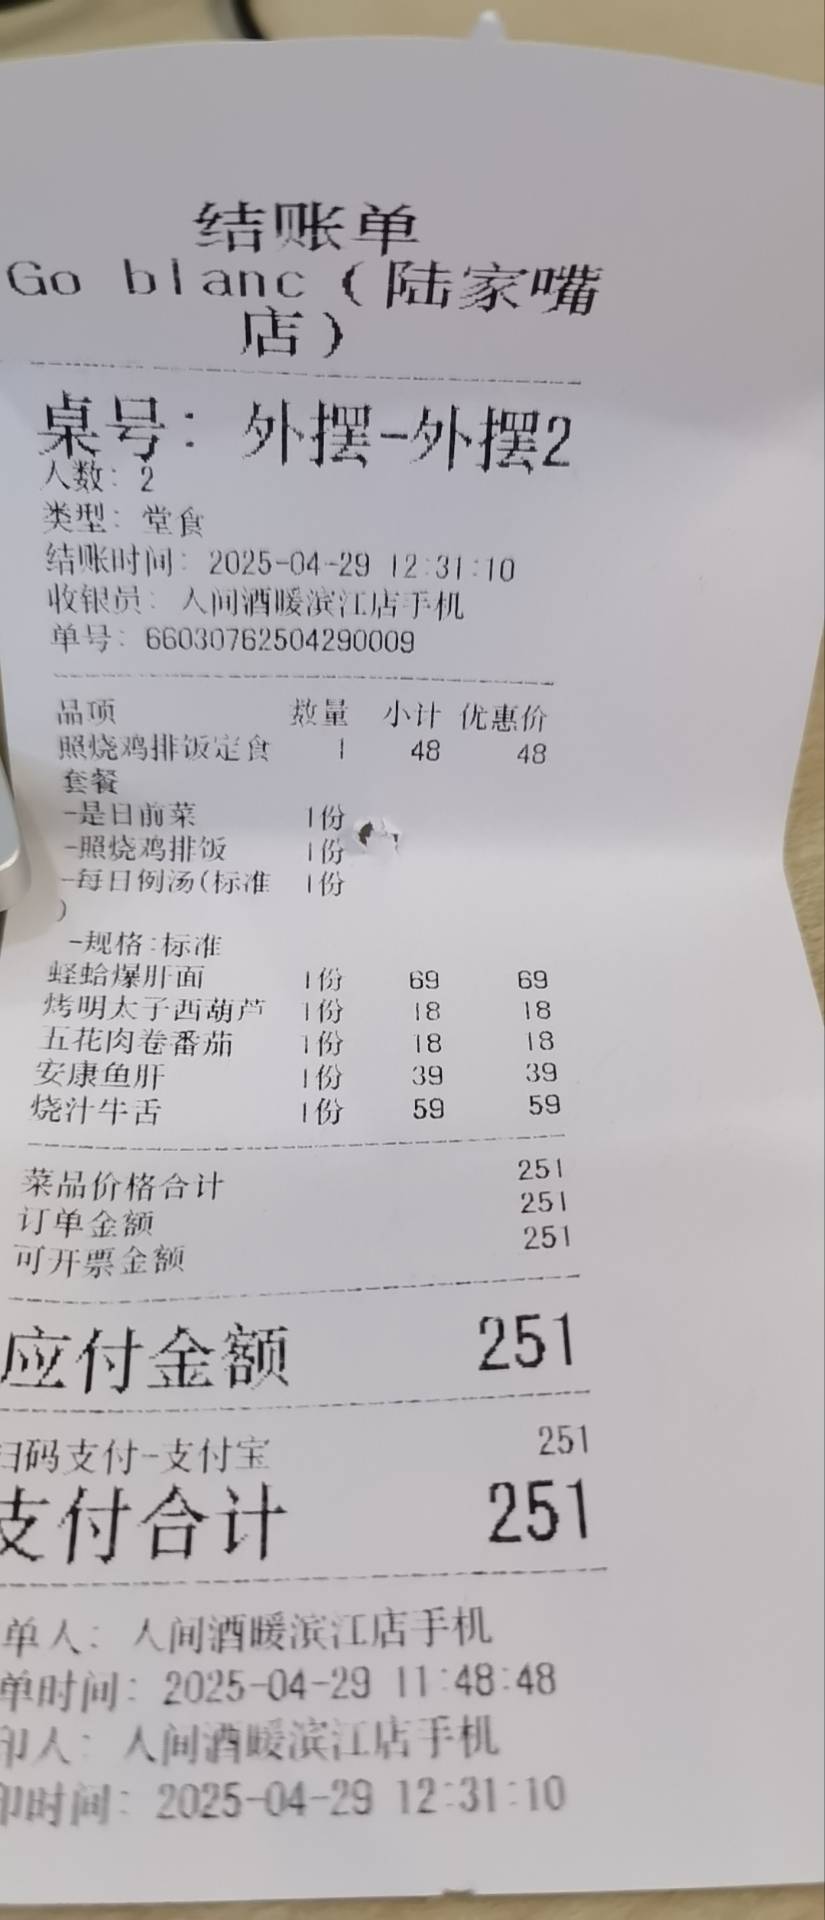 结账单
Go blanc(陆家嘴
店)
桌号: 外摆-外摆2
人数: 2
类型: 堂食
结账时间: 2025-04-29 12:31:10
收银员: 人间酒暖滨江店手机
单号: 66030762504290009
品项 数量 小计 优惠价
照烧鸡排饭定食 1 48 48
套餐
-是日前菜 1份
-照烧鸡排饭 1份
-每日例汤(标准 1份
)
-规格:标准
蛏蛤爆肝面 1份 69 69
烤明太子西葫芦 1份 18 18
五花肉卷番茄 1份 18 18
安康鱼肝 1份 39 39
烧汁牛舌 1份 59 59
菜品价格合计 251
订单金额 251
可开票金额 251
应付金额 251
扫码支付-支付宝 251
支付合计 251
单人: 人间酒暖滨江店手机
单时间: 2025-04-29 11:48:48
印人: 人间酒暖滨江店手机
印时间: 2025-04-29 12:31:10